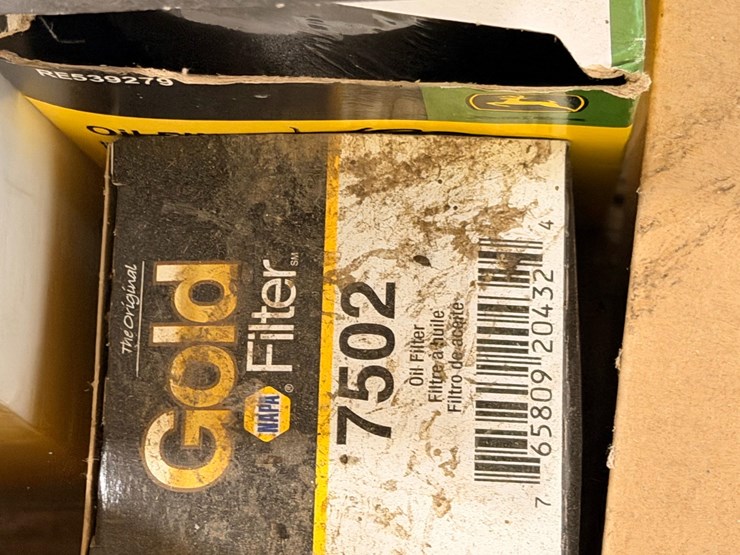 RE539279
The Original
Gold
NAPA® Filter SM
7502
Oil Filter
Filtre à huile
Filtro de aceite
7 65809 20432 4